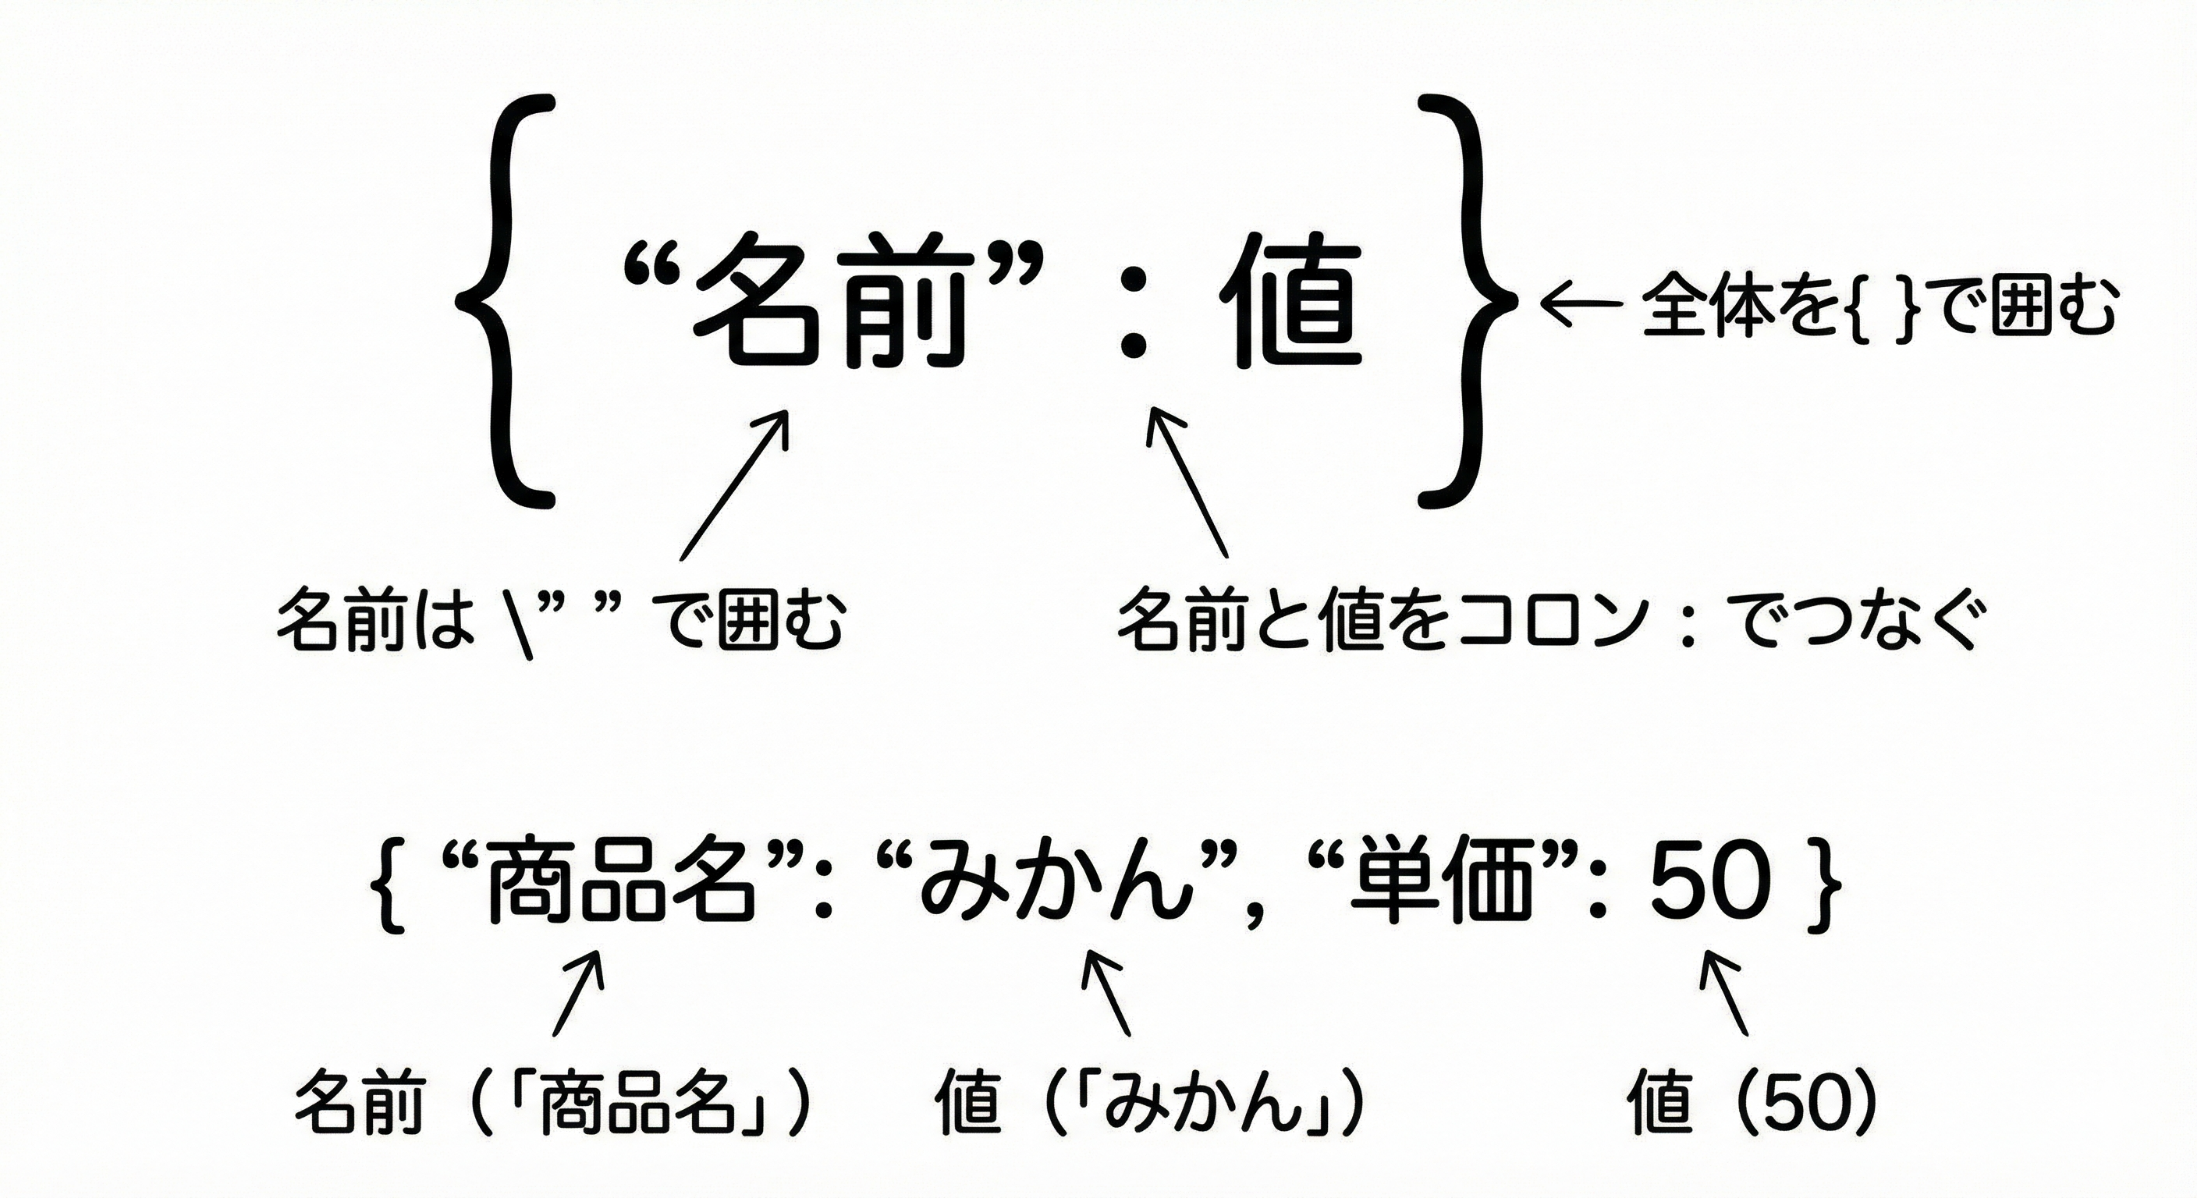 { “名前” : 値 } ← 全体を{ }で囲む
名前は \” ” で囲む
名前と値をコロン : でつなぐ
{ “商品名”: “みかん”, “単価”: 50 }
名前（「商品名」） 値（「みかん」） 値（50）